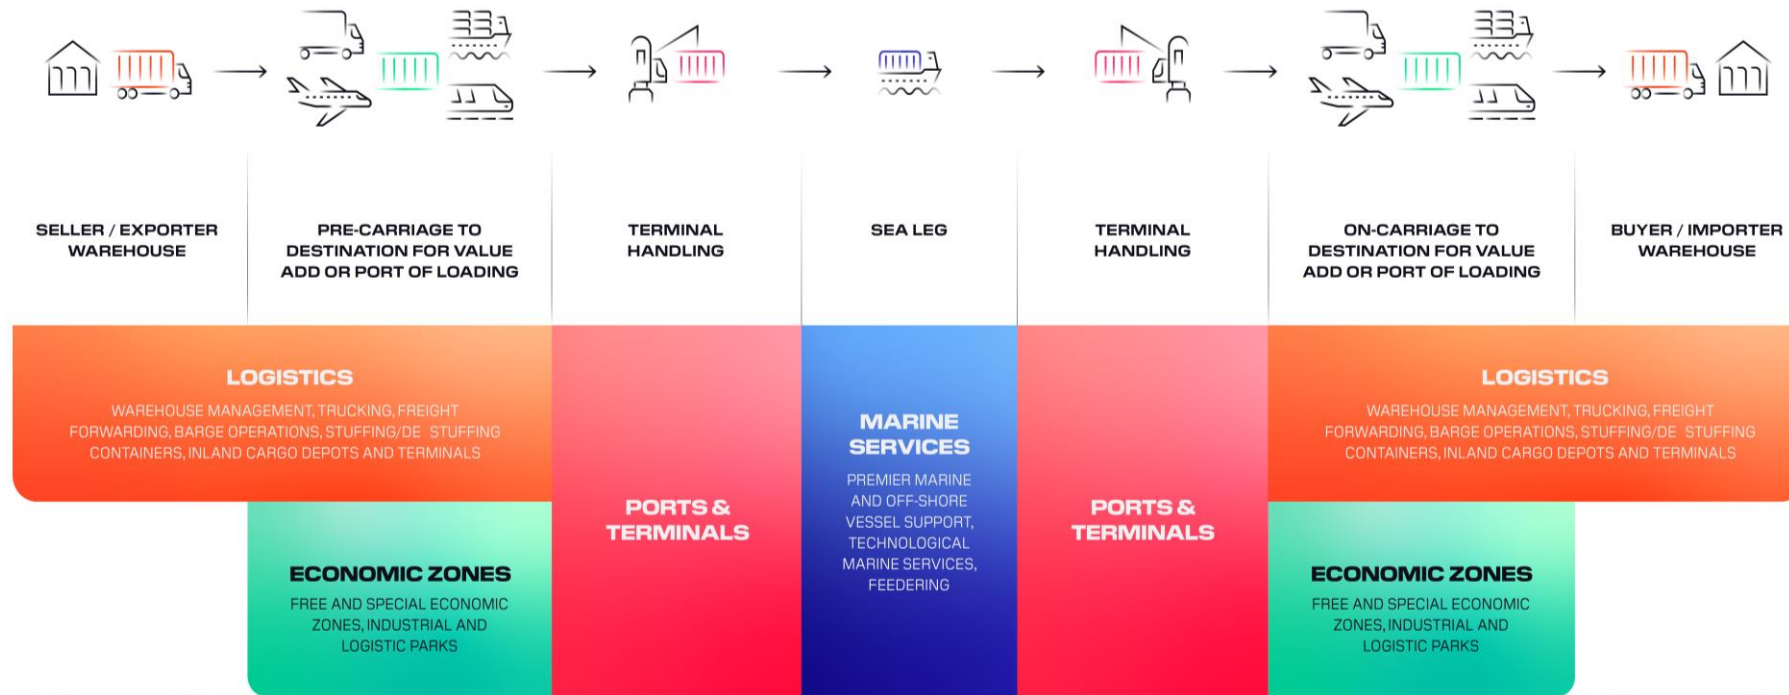 SELLER / EXPORTER
WAREHOUSE
PRE-CARRIAGE TO
DESTINATION FOR VALUE
ADD OR PORT OF LOADING
TERMINAL
HANDLING
SEA LEG
TERMINAL
HANDLING
ON-CARRIAGE TO
DESTINATION FOR VALUE
ADD OR PORT OF LOADING
BUYER / IMPORTER
WAREHOUSE
LOGISTICS
WAREHOUSE MANAGEMENT, TRUCKING, FREIGHT
FORWARDING, BARGE OPERATIONS, STUFFING/DE STUFFING
CONTAINERS, INLAND CARGO DEPOTS AND TERMINALS
ECONOMIC ZONES
FREE AND SPECIAL ECONOMIC
ZONES, INDUSTRIAL AND
LOGISTIC PARKS
PORTS &
TERMINALS
MARINE
SERVICES
PREMIER MARINE
AND OFF-SHORE
VESSEL SUPPORT,
TECHNOLOGICAL
MARINE SERVICES,
FEEDERING
PORTS &
TERMINALS
LOGISTICS
WAREHOUSE MANAGEMENT, TRUCKING, FREIGHT
FORWARDING, BARGE OPERATIONS, STUFFING/DE STUFFING
CONTAINERS, INLAND CARGO DEPOTS AND TERMINALS
ECONOMIC ZONES
FREE AND SPECIAL ECONOMIC
ZONES, INDUSTRIAL AND
LOGISTIC PARKS